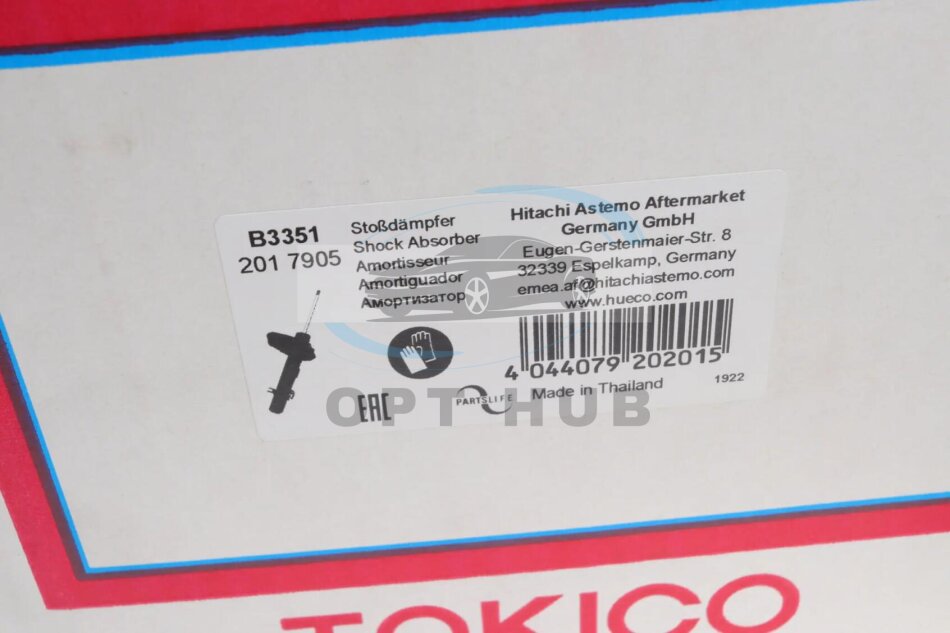 B3351
201 7905
Stoßdämpfer
Shock Absorber
Amortisseur
Amortiguador
Амортизатор
Hitachi Astemo Aftermarket
Germany GmbH
Eugen-Gerstenmaier-Str. 8
32339 Espelkamp, Germany
emea.af@hitachiastemo.com
www.hueco.com
4 044079 202015
EAC
PARTSLIFE
Made in Thailand
1922
OPT HUB
TOKICO